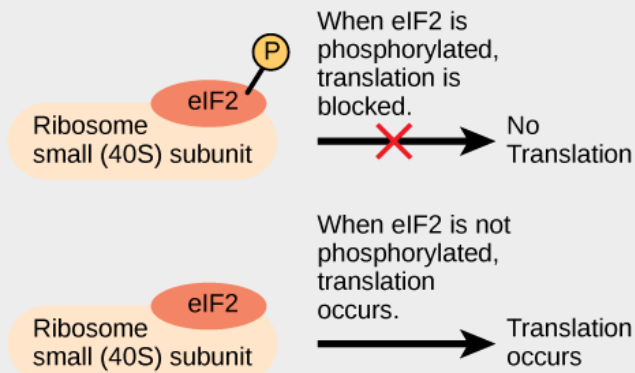 P
When eIF2 is
phosphorylated,
translation is
blocked.
eIF2
Ribosome
small (40S) subunit
No
Translation
When eIF2 is not
phosphorylated,
translation
occurs.
eIF2
Ribosome
small (40S) subunit
Translation
occurs